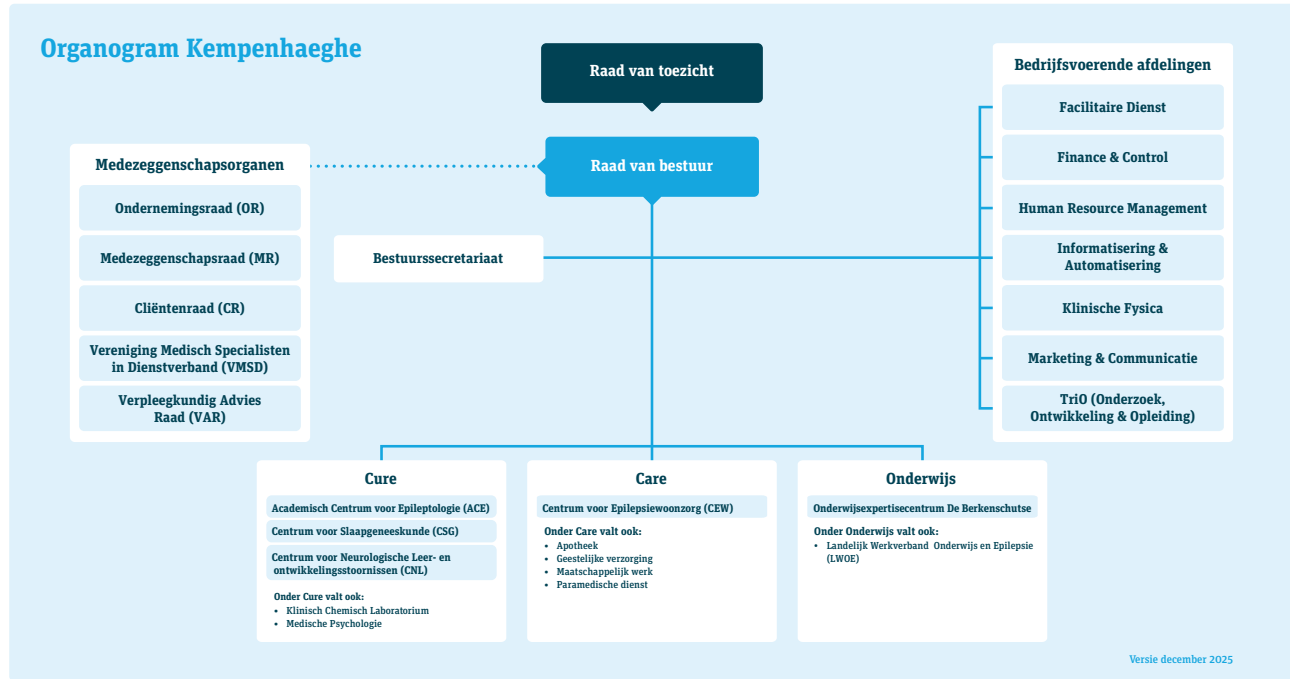 Organogram Kempenhaeghe
Raad van toezicht
Raad van bestuur
Medezeggenschapsorganen
Ondernemingsraad (OR)
Medezeggenschapsraad (MR)
Cliëntenraad (CR)
Vereniging Medisch Specialisten
in Dienstverband (VMSD)
Verpleegkundig Advies
Raad (VAR)
Bestuurssecretariaat
Bedrijfsvoerende afdelingen
Facilitaire Dienst
Finance & Control
Human Resource Management
Informatisering &
Automatisering
Klinische Fysica
Marketing & Communicatie
TriO (Onderzoek,
Ontwikkeling & Opleiding)
Cure
Academisch Centrum voor Epileptologie (ACE)
Centrum voor Slaapgeneeskunde (CSG)
Centrum voor Neurologische Leer- en
ontwikkelingsstoornissen (CNL)
Onder Cure valt ook:
• Klinisch Chemisch Laboratorium
• Medische Psychologie
Care
Centrum voor Epilepsiewoonzorg (CEW)
Onder Care valt ook:
• Apotheek
• Geestelijke verzorging
• Maatschappelijk werk
• Paramedische dienst
Onderwijs
Onderwijsexpertisecentrum De Berkenschutse
Onder Onderwijs valt ook:
• Landelijk Werkverband Onderwijs en Epilepsie
(LWOE)
Versie december 2025